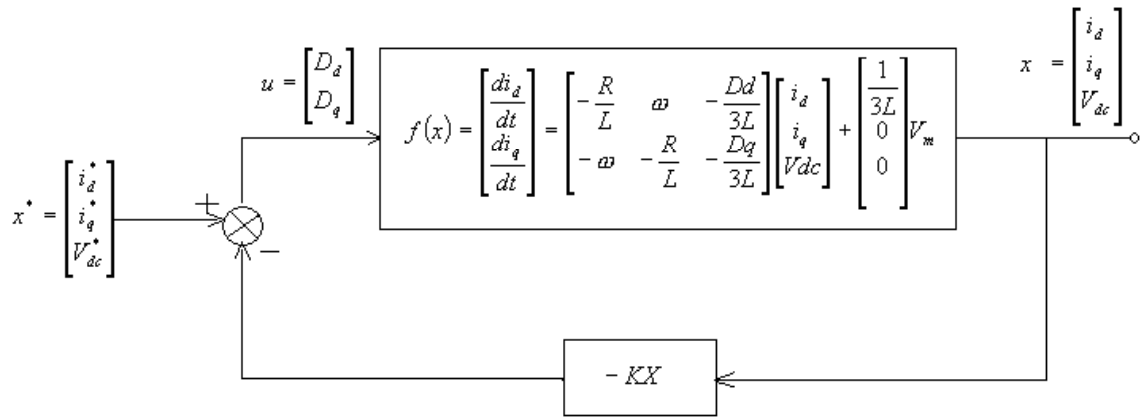 u = [D_d; D_q]
x = [i_d; i_q; V_dc]
f(x) = [di_d/dt; di_q/dt] = [-R/L ω -Dd/3L; -ω -R/L -Dq/3L] [i_d; i_q; Vdc] + [1/3L; 0; 0] V_m
x* = [i_d*; i_q*; V_dc*]
+
−
- KX